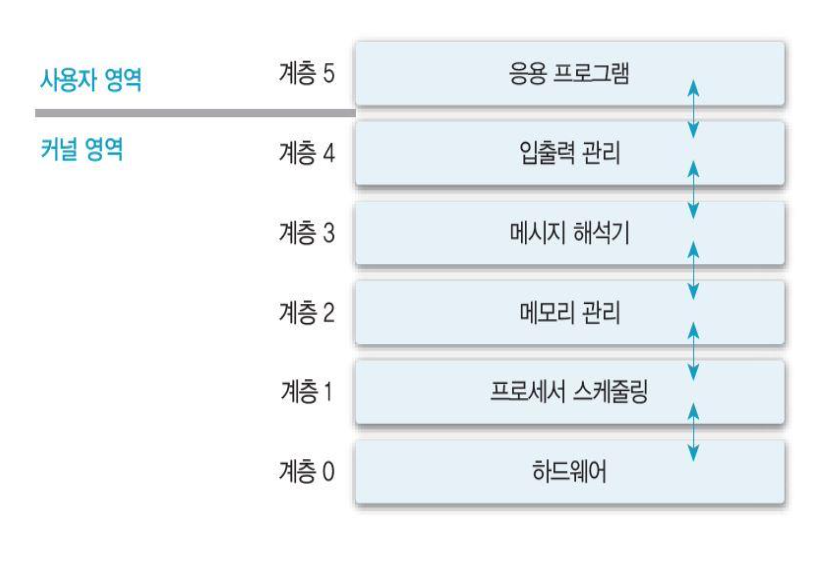 사용자 영역
계층 5
응용 프로그램
커널 영역
계층 4
입출력 관리
계층 3
메시지 해석기
계층 2
메모리 관리
계층 1
프로세서 스케줄링
계층 0
하드웨어